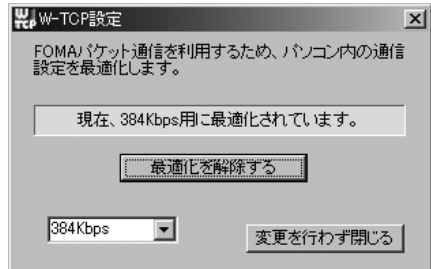 W-TCP設定
FOMAパケット通信を利用するため、パソコン内の通信
設定を最適化します。
現在、384Kbps用に最適化されています。
最適化を解除する
384Kbps
変更を行わず閉じる